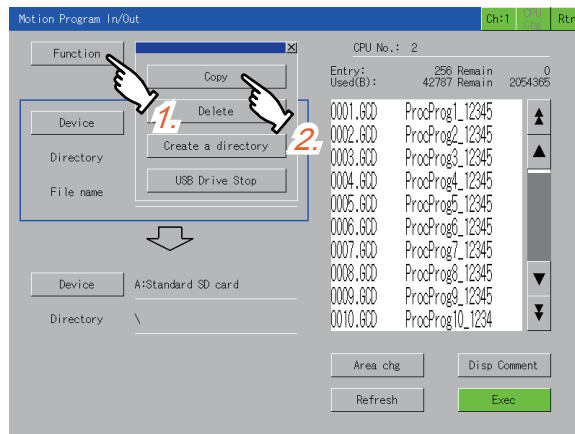 Motion Program In/Out Ch:1 CPU Chg Rtr
Function
1.
Copy
Delete
2.
Create a directory
USB Drive Stop
Device
Directory
File name
Device A:Standard SD card
Directory \
CPU No.: 2
Entry: 256 Remain 0
Used(B): 42787 Remain 2054365
0001.GCD ProcProg1_12345
0002.GCD ProcProg2_12345
0003.GCD ProcProg3_12345
0004.GCD ProcProg4_12345
0005.GCD ProcProg5_12345
0006.GCD ProcProg6_12345
0007.GCD ProcProg7_12345
0008.GCD ProcProg8_12345
0009.GCD ProcProg9_12345
0010.GCD ProcProg10_1234
Area chg Disp Comment
Refresh Exec